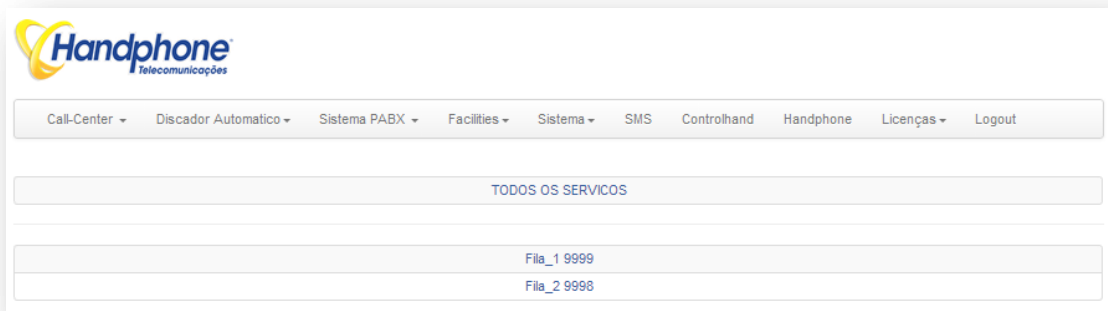 Handphone
Telecomunicações
Call-Center Discador Automatico Sistema PABX Facilities Sistema SMS Controlhand Handphone Licenças Logout
TODOS OS SERVICOS
Fila_1 9999
Fila_2 9998